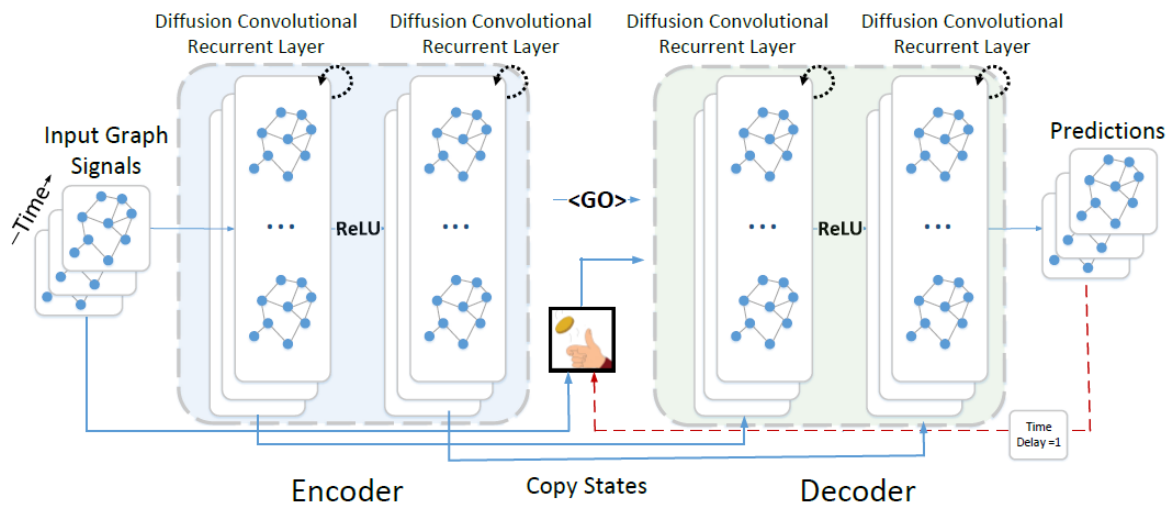 Diffusion Convolutional
Recurrent Layer
Diffusion Convolutional
Recurrent Layer
Diffusion Convolutional
Recurrent Layer
Diffusion Convolutional
Recurrent Layer
Input Graph
Signals
Time
ReLU
<GO>
ReLU
Predictions
Time
Delay =1
Encoder
Copy States
Decoder